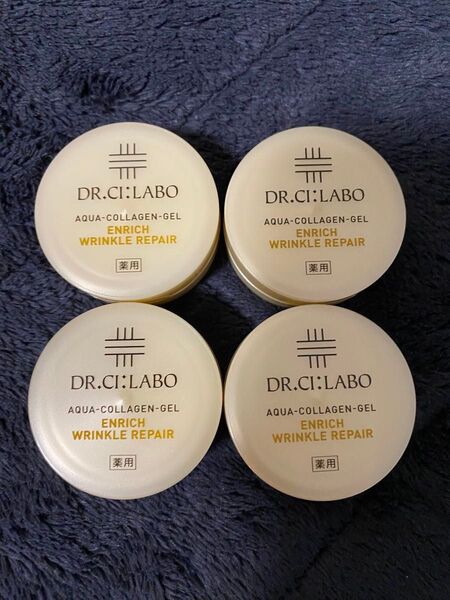 DR.CI:LABO
AQUA-COLLAGEN-GEL
ENRICH
WRINKLE REPAIR
薬用
DR.CI:LABO
AQUA-COLLAGEN-GEL
ENRICH
WRINKLE REPAIR
薬用
DR.CI:LABO
AQUA-COLLAGEN-GEL
ENRICH
WRINKLE REPAIR
薬用
DR.CI:LABO
AQUA-COLLAGEN-GEL
ENRICH
WRINKLE REPAIR
薬用